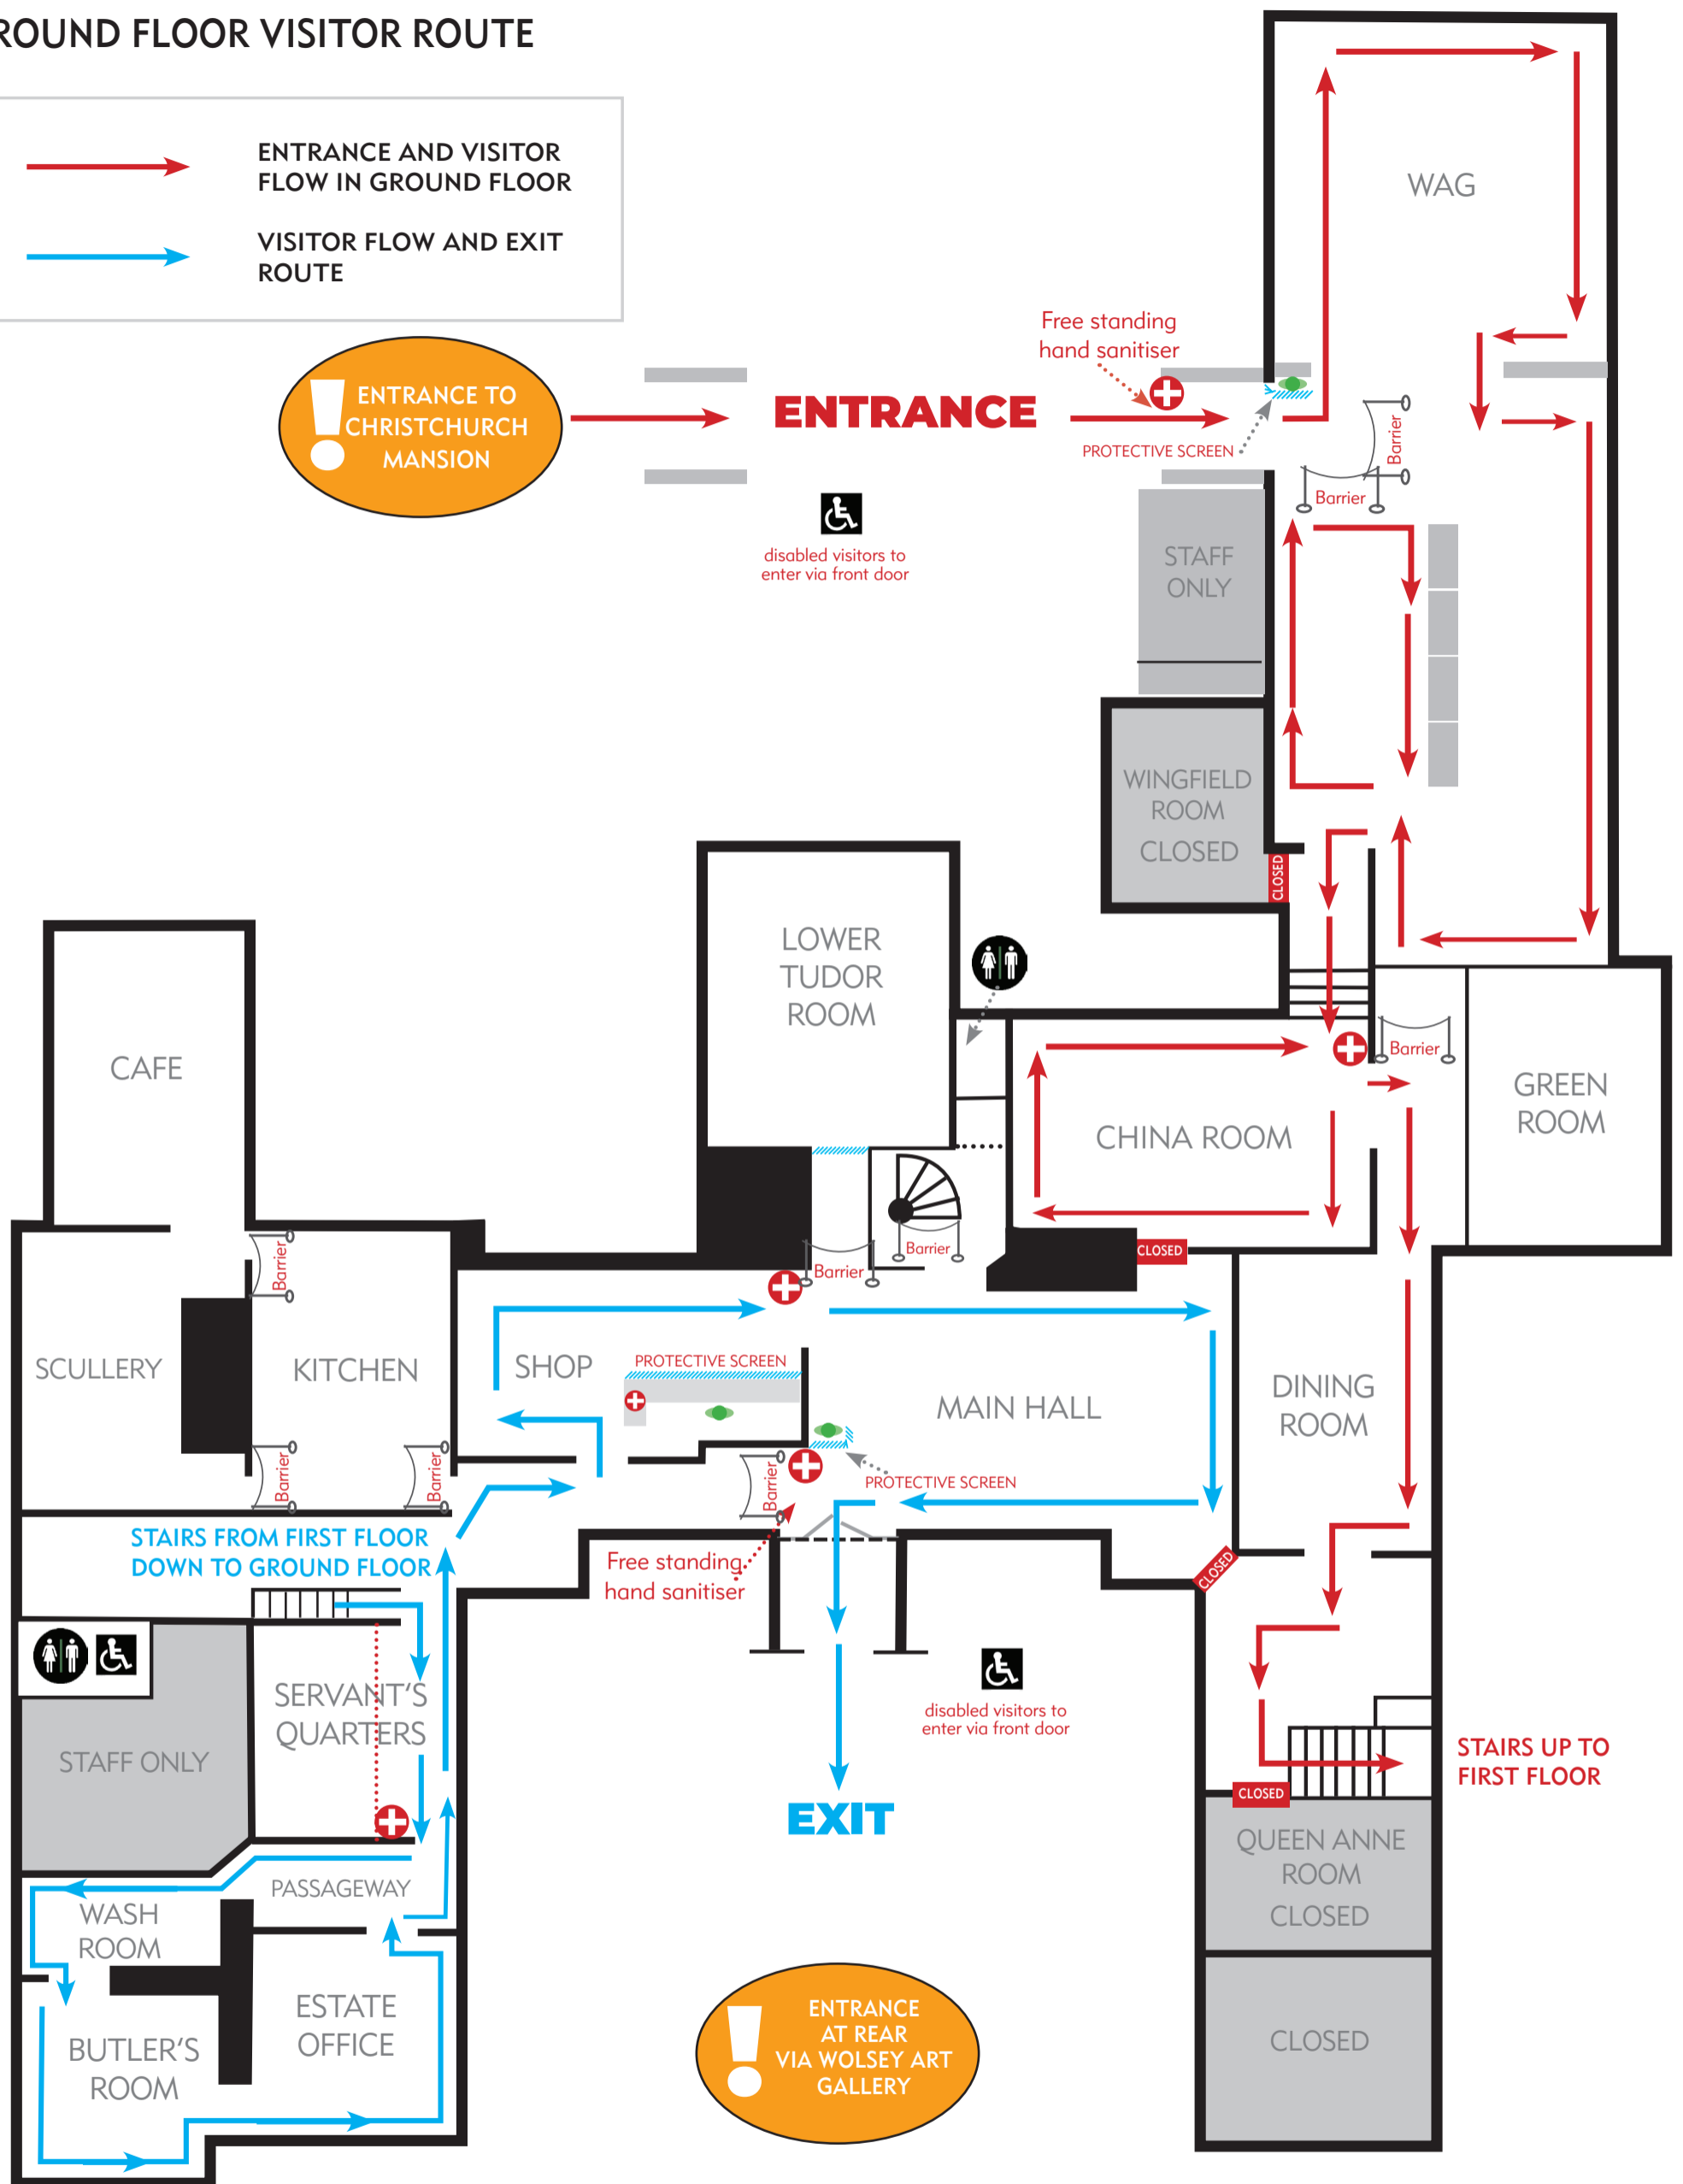 ROUND FLOOR VISITOR ROUTE
ENTRANCE AND VISITOR
FLOW IN GROUND FLOOR
VISITOR FLOW AND EXIT
ROUTE
WAG
ENTRANCE TO
CHRISTCHURCH
MANSION
Free standing
hand sanitiser
ENTRANCE
PROTECTIVE SCREEN
Barrier
Barrier
disabled visitors to
enter via front door
STAFF
ONLY
WINGFIELD
ROOM
CLOSED
CLOSED
LOWER
TUDOR
ROOM
CAFE
Barrier
GREEN
ROOM
CHINA ROOM
Barrier
Barrier
Barrier
CLOSED
SCULLERY
KITCHEN
SHOP
PROTECTIVE SCREEN
MAIN HALL
DINING
ROOM
Barrier
Barrier
Barrier
PROTECTIVE SCREEN
STAIRS FROM FIRST FLOOR
DOWN TO GROUND FLOOR
Free standing
hand sanitiser
CLOSED
SERVANT'S
QUARTERS
STAFF ONLY
disabled visitors to
enter via front door
STAIRS UP TO
FIRST FLOOR
EXIT
CLOSED
QUEEN ANNE
ROOM
CLOSED
PASSAGEWAY
WASH
ROOM
ESTATE
OFFICE
BUTLER'S
ROOM
ENTRANCE
AT REAR
VIA WOLSEY ART
GALLERY
CLOSED